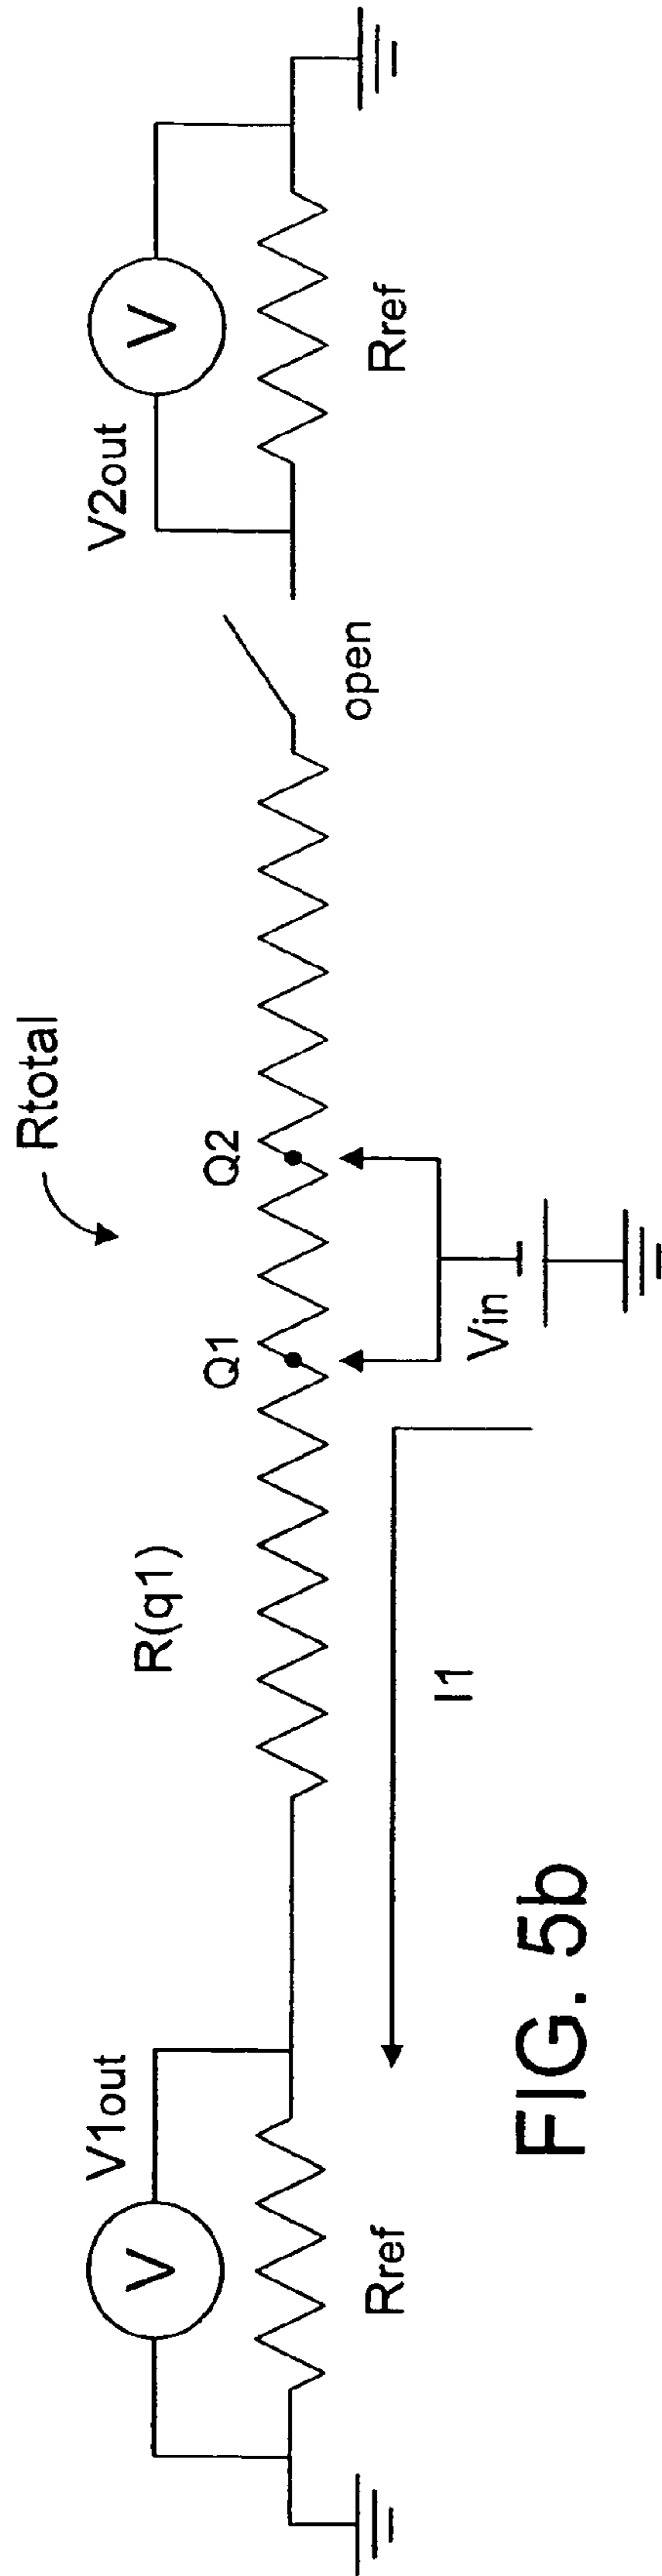 Rtotal
V1out
V
Rref
R(q1)
Q1
Q2
open
V2out
V
Rref
I1
Vin
FIG. 5b